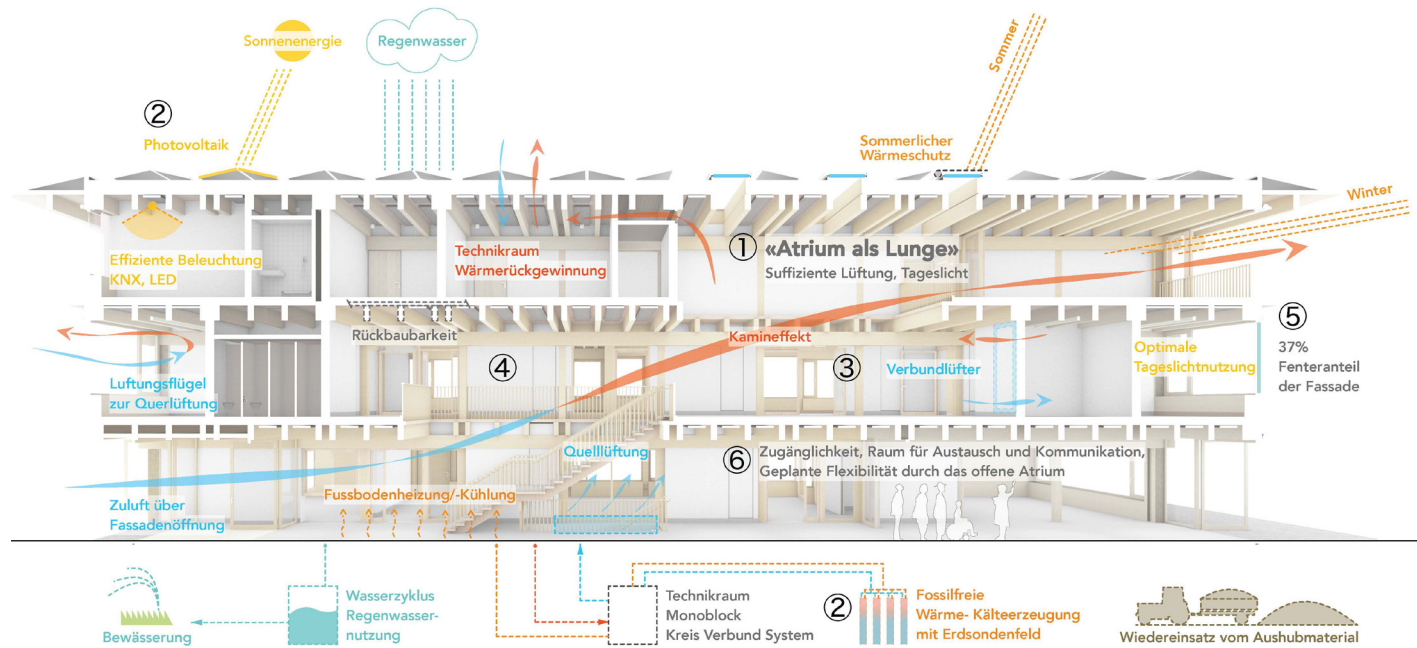 Sonnenenergie
Regenwasser
Sommer
②
Photovoltaik
Sommerlicher
Wärmeschutz
Winter
Effiziente Beleuchtung
KNX, LED
Technikraum
Wärmerückgewinnung
① «Atrium als Lunge»
Suffiziente Lüftung, Tageslicht
Rückbaubarkeit
Kamineffekt
④
③
Luftungsflügel
zur Querlüftung
Verbundlüfter
Optimale
Tageslichtnutzung
⑤
37%
Fenteranteil
der Fassade
Quelllüftung
⑥ Zugänglichkeit, Raum für Austausch und Kommunikation,
Geplante Flexibilität durch das offene Atrium
Zuluft über
Fassadenöffnung
Fussbodenheizung/-Kühlung
Bewässerung
Wasserzyklus
Regenwasser-
nutzung
Technikraum
Monoblock
Kreis Verbund System
②
Fossilfreie
Wärme- Kälteerzeugung
mit Erdsondenfeld
Wiedereinsatz vom Aushubmaterial